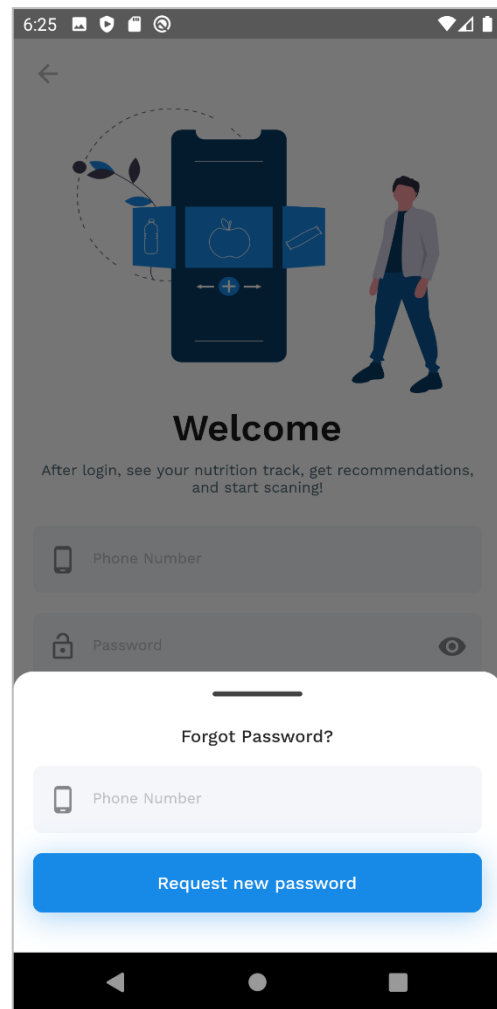 6:25
Welcome
After login, see your nutrition track, get recommendations,
and start scaning!
Phone Number
Password
Forgot Password?
Phone Number
Request new password